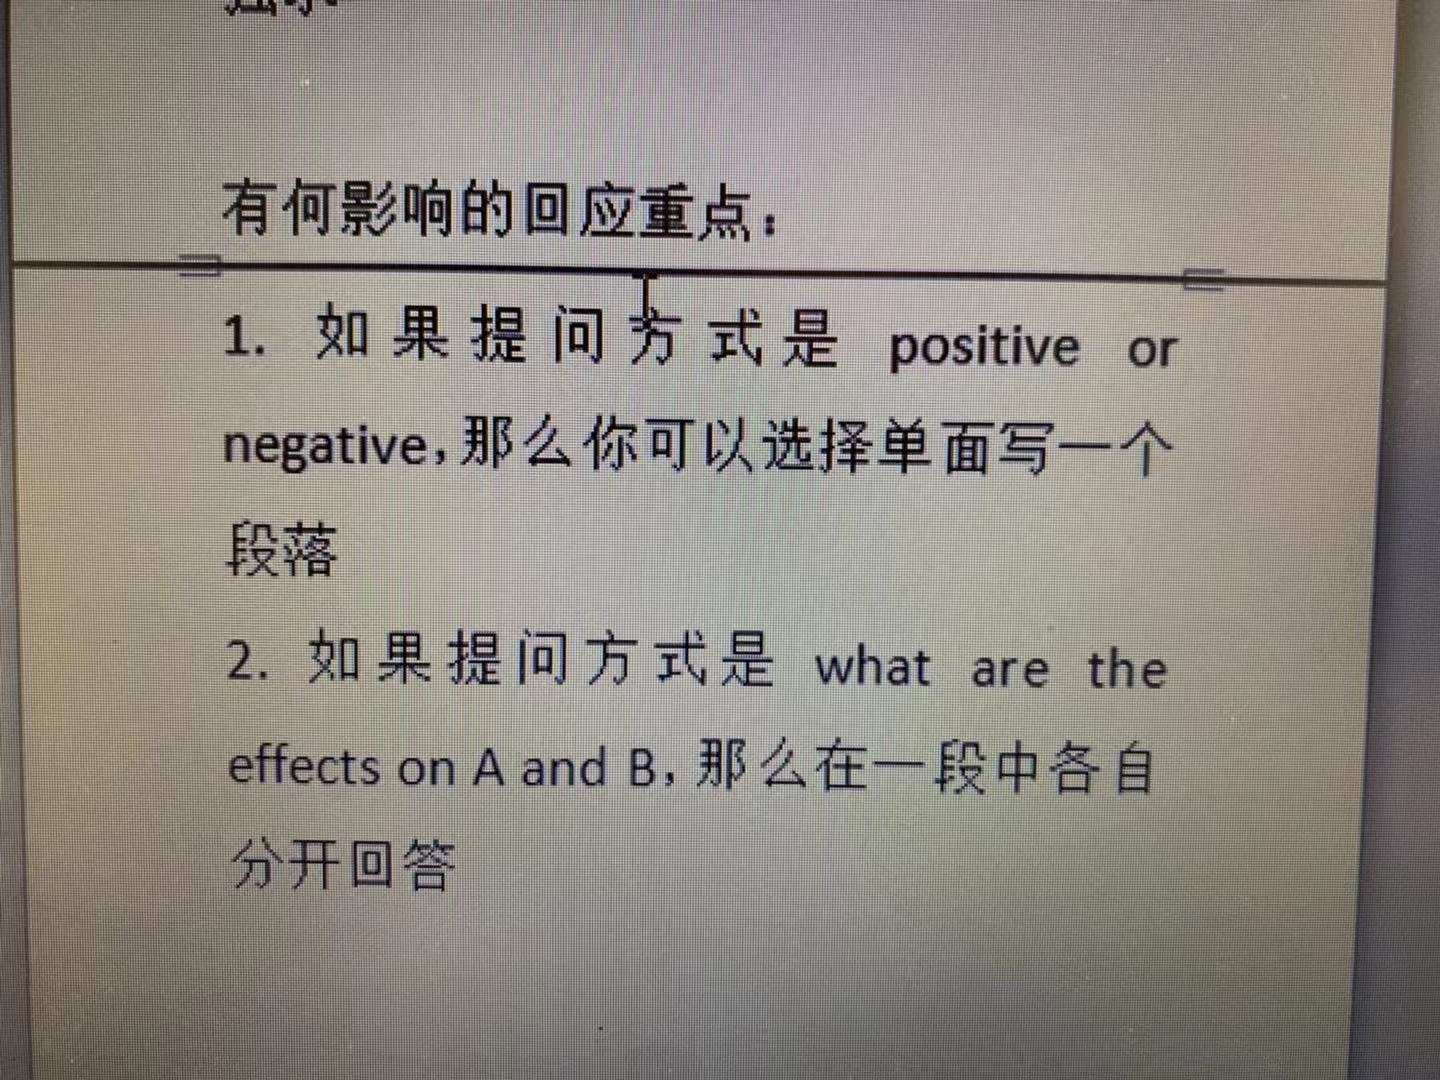 有何影响的回应重点：
1. 如果提问方式是 positive or
negative，那么你可以选择单面写一个
段落
2. 如果提问方式是 what are the
effects on A and B，那么在一段中各自
分开回答